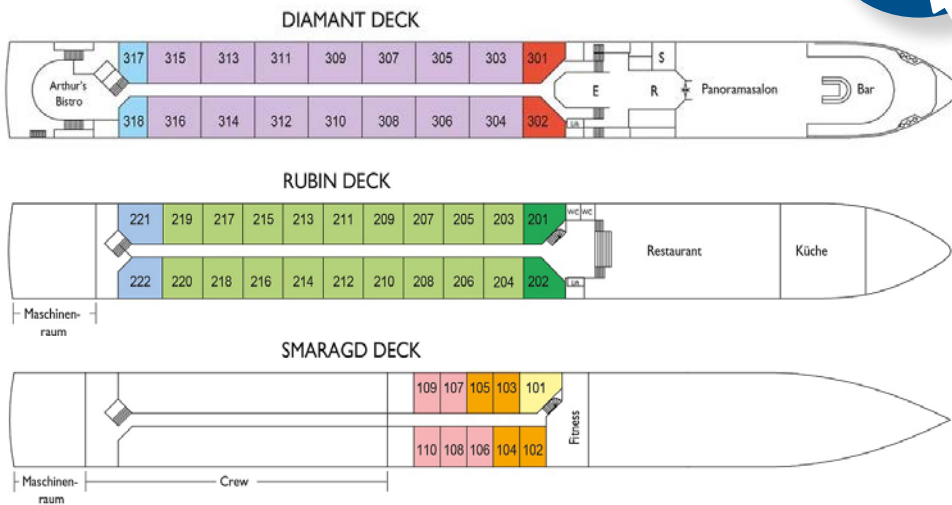 DIAMANT DECK
317 315 313 311 309 307 305 303 301 S
Arthur's
Bistro
E R Panoramasalon Bar
318 316 314 312 310 308 306 304 302 Lift
RUBIN DECK
221 219 217 215 213 211 209 207 205 203 201 WC WC
Restaurant Küche
222 220 218 216 214 212 210 208 206 204 202 Lift
Maschinen-
raum
SMARAGD DECK
109 107 105 103 101
Fitness
110 108 106 104 102
Maschinen-
raum
Crew